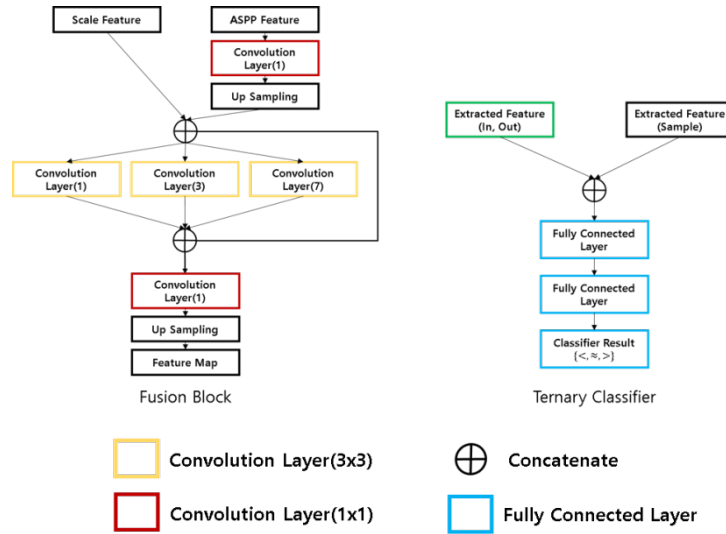 Scale Feature
ASPP Feature
Convolution
Layer(1)
Up Sampling
Convolution
Layer(1)
Convolution
Layer(3)
Convolution
Layer(7)
Convolution
Layer(1)
Up Sampling
Feature Map
Fusion Block
Extracted Feature
(In, Out)
Extracted Feature
(Sample)
Fully Connected
Layer
Fully Connected
Layer
Classifier Result
{<, ≈, >}
Ternary Classifier
Convolution Layer(3x3)
Concatenate
Convolution Layer(1x1)
Fully Connected Layer